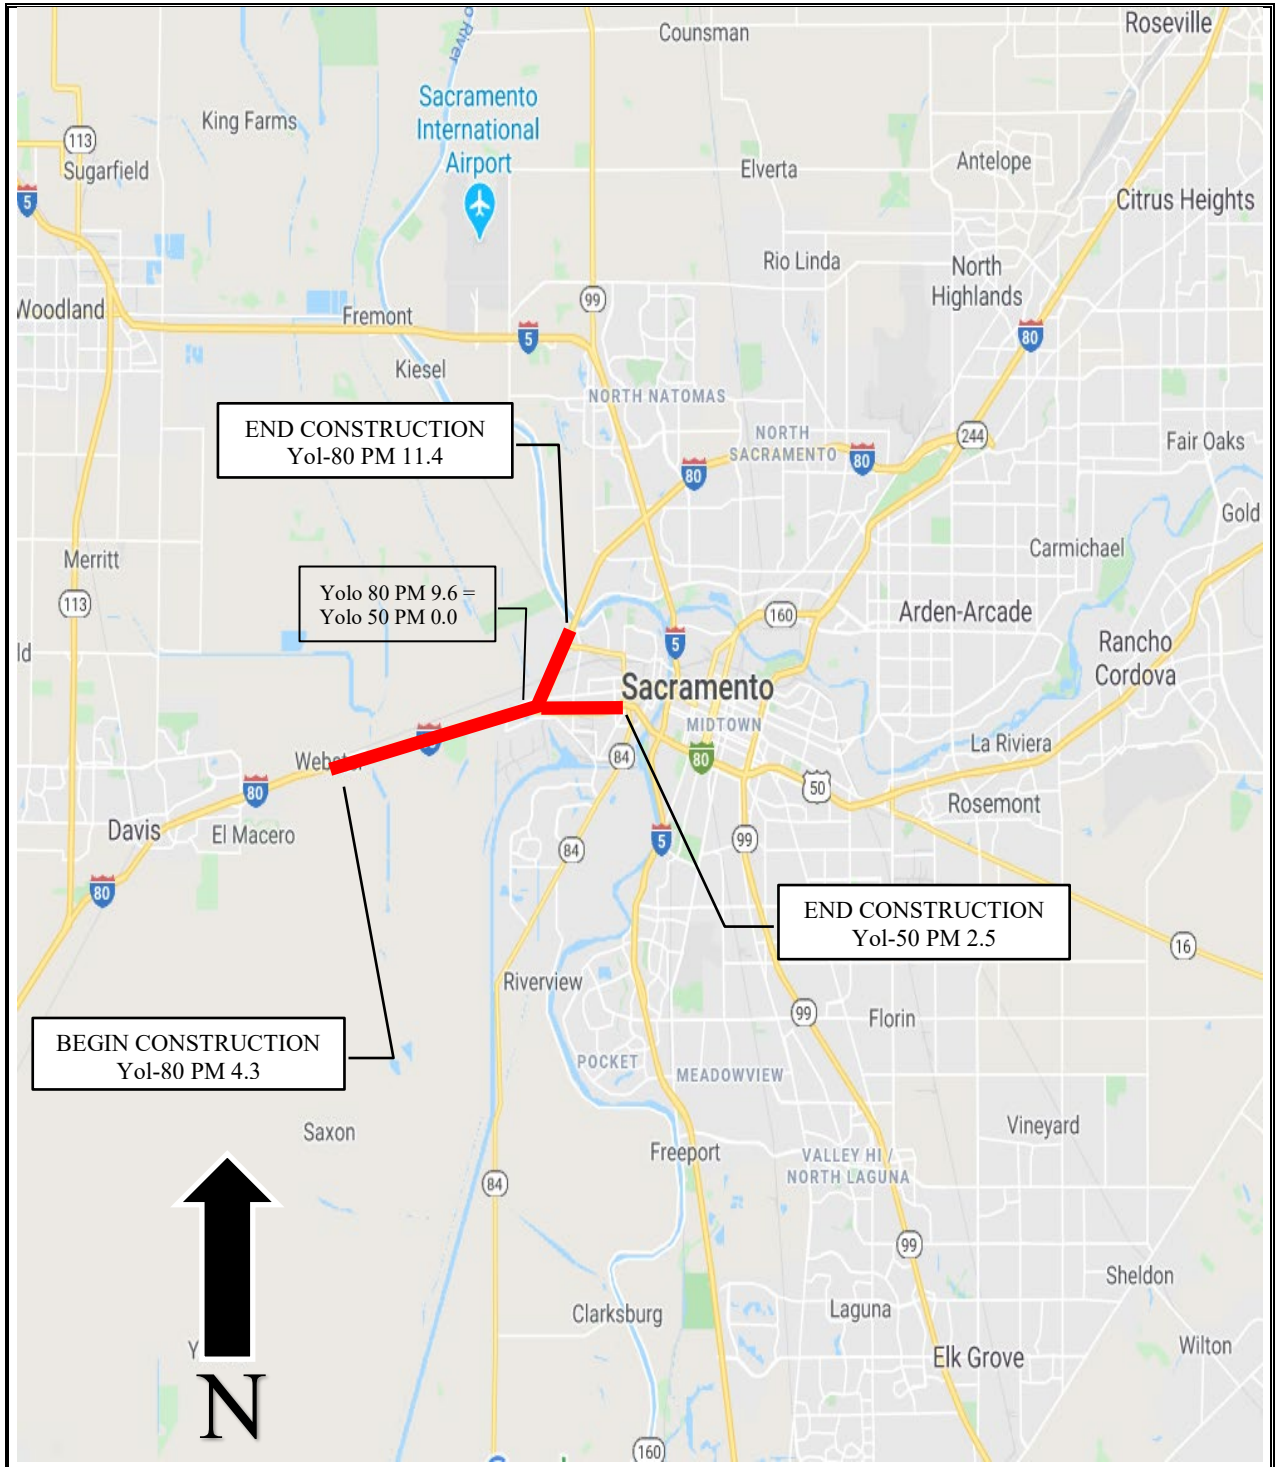 Counsman
Roseville
o River
Sacramento
International
Airport
King Farms
113
Sugarfield
Elverta
Antelope
5
Citrus Heights
Rio Linda
North
Highlands
99
Woodland
Fremont
5
80
Kiesel
NORTH NATOMAS
END CONSTRUCTION
Yol-80 PM 11.4
NORTH
SACRAMENTO
244
Fair Oaks
80
80
Gold
Carmichael
Merritt
113
Yolo 80 PM 9.6 =
Yolo 50 PM 0.0
160
Arden-Arcade
5
Rancho
Cordova
ld
Sacramento
MIDTOWN
La Riviera
84
80
50
Rosemont
80
Davis
El Macero
84
5
99
80
END CONSTRUCTION
Yol-50 PM 2.5
16
Riverview
99
Florin
BEGIN CONSTRUCTION
Yol-80 PM 4.3
POCKET
MEADOWVIEW
Saxon
Vineyard
Freeport
VALLEY HI /
NORTH LAGUNA
84
99
Sheldon
Clarksburg
Laguna
Wilton
Y
Elk Grove
N
160